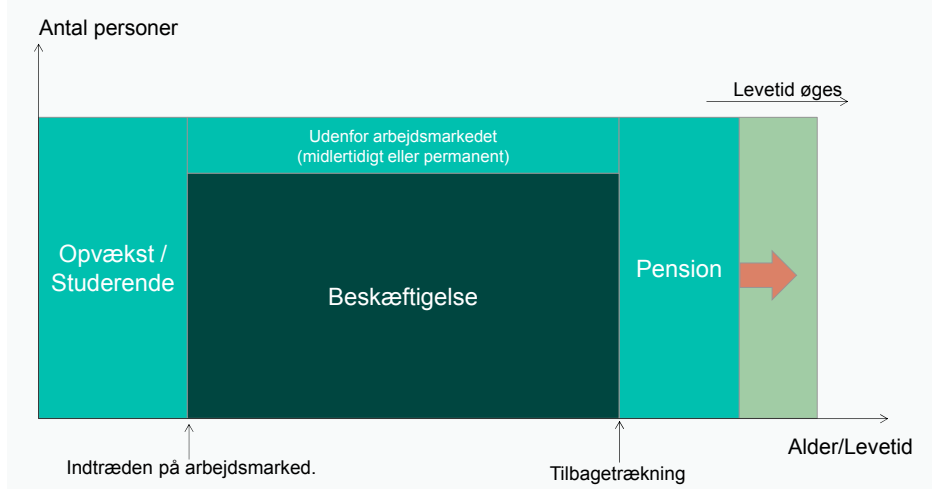 Antal personer
Levetid øges
Udenfor arbejdsmarkedet
(midlertidigt eller permanent)
Opvækst /
Studerende
Beskæftigelse
Pension
Alder/Levetid
Indtræden på arbejdsmarked.
Tilbagetrækning